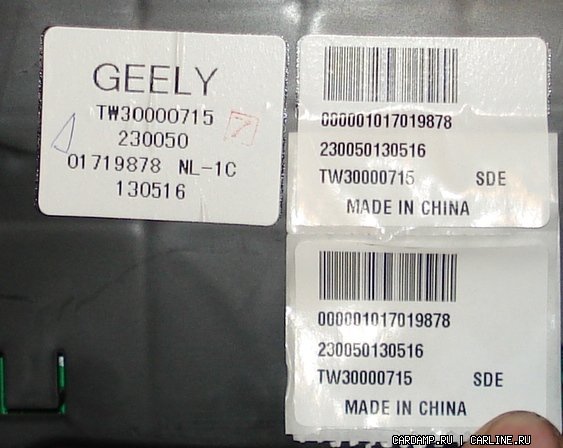 GEELY
TW30000715
230050
01719878 NL-1C
130516
000001017019878
230050130516
TW30000715 SDE
MADE IN CHINA
000001017019878
230050130516
TW30000715 SDE
MADE IN CHINA
CARDAMP.RU | CARLINE.RU